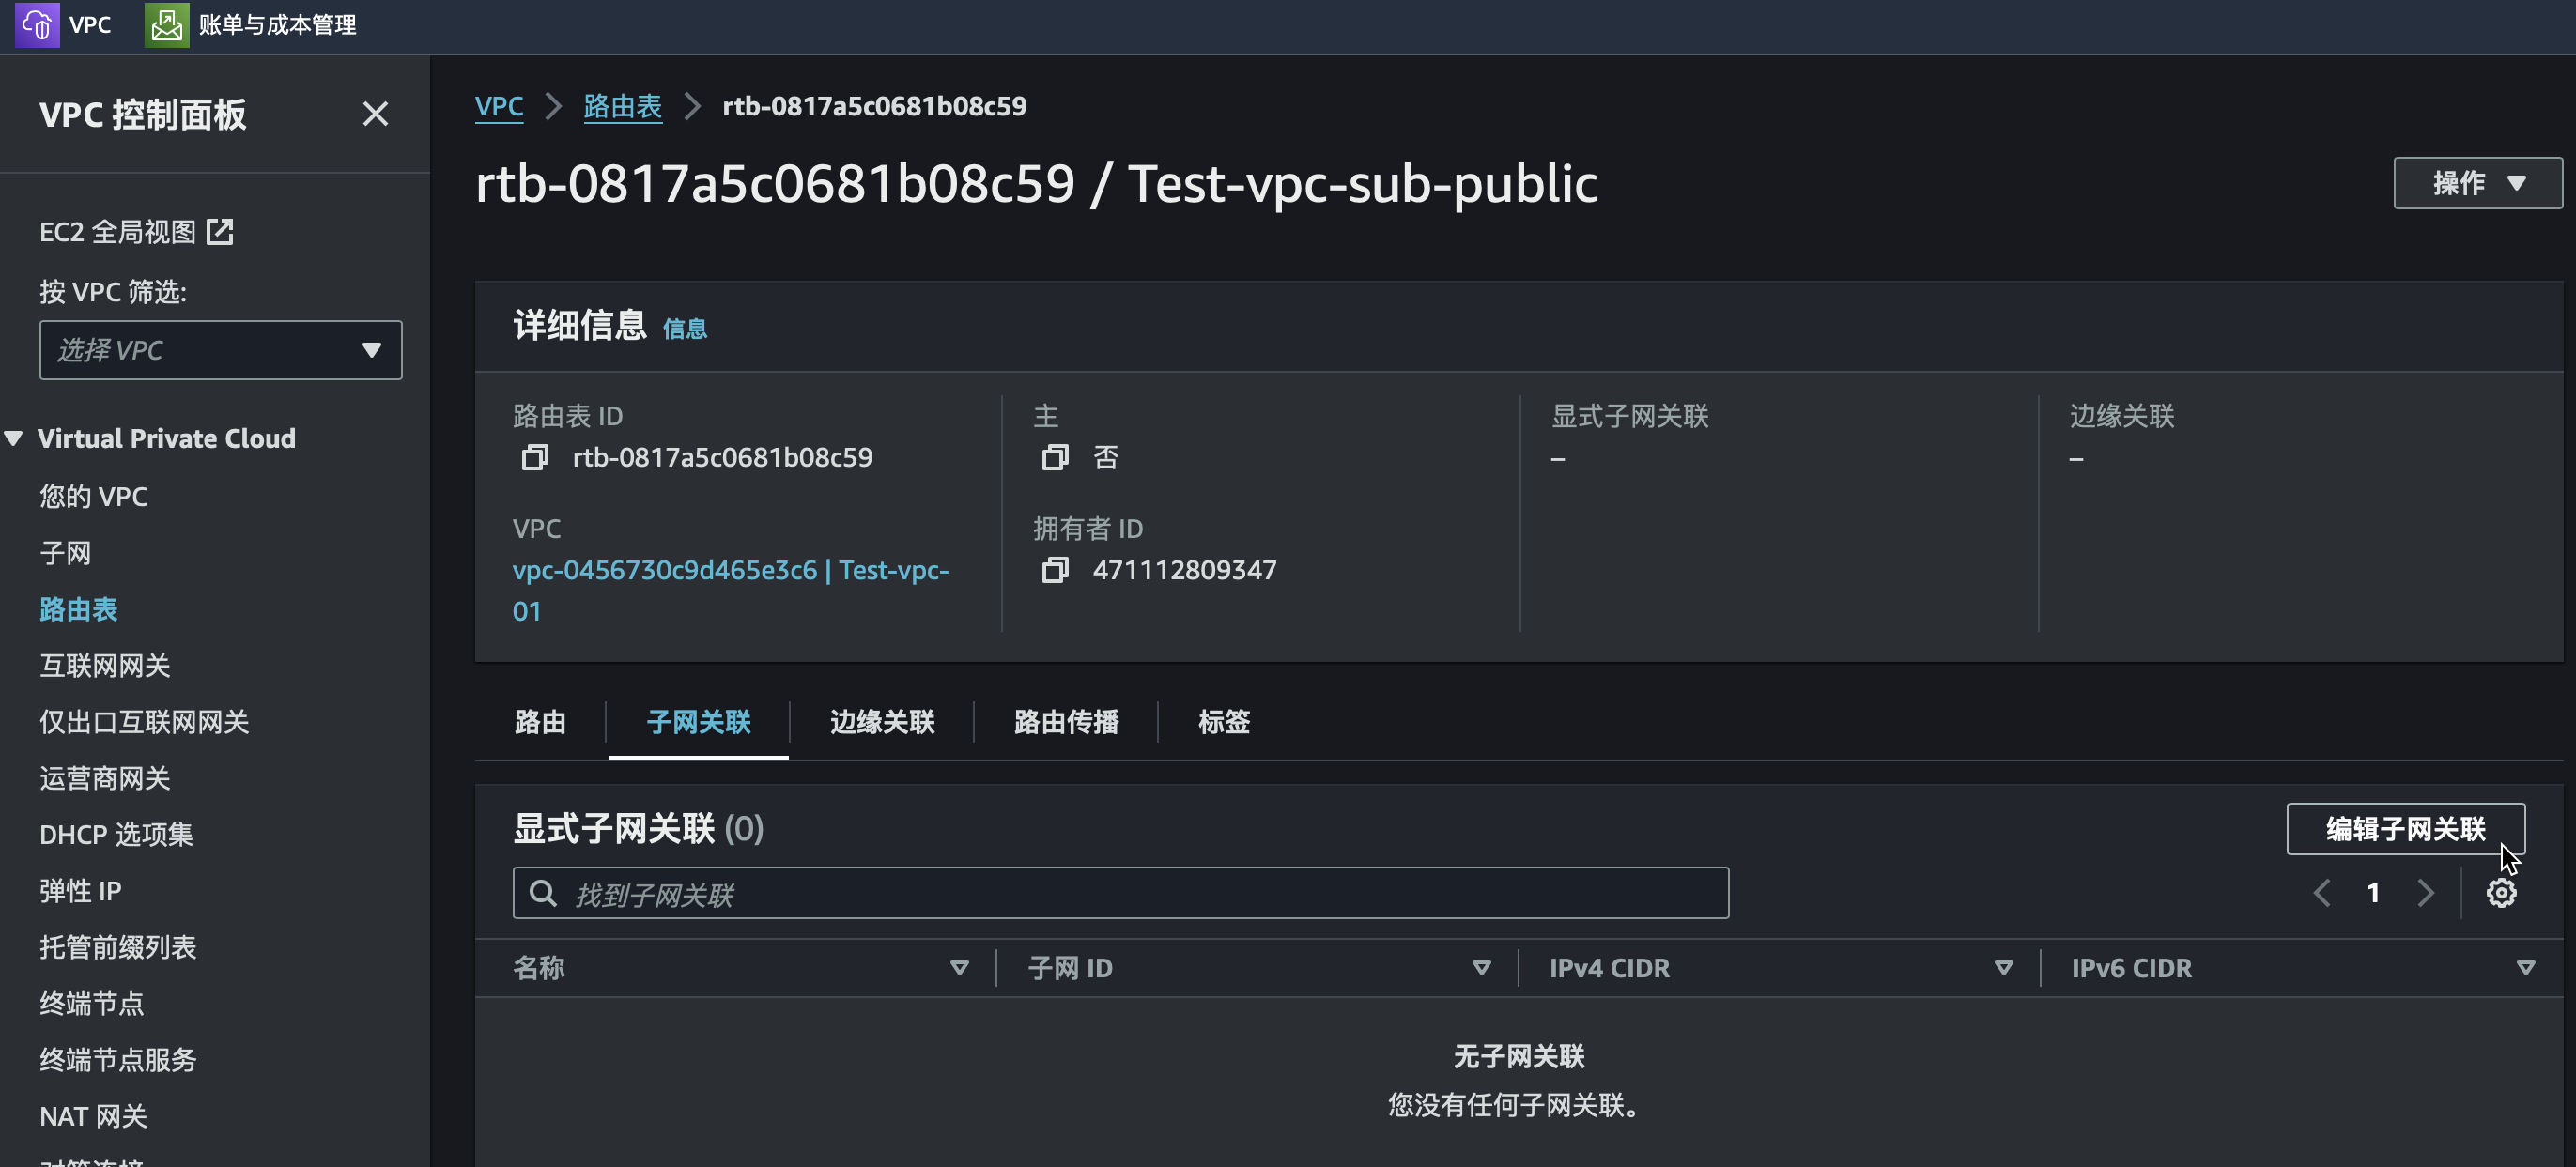 VPC 账单与成本管理
VPC 控制面板
EC2 全局视图
按 VPC 筛选:
选择 VPC
Virtual Private Cloud
您的 VPC
子网
路由表
互联网网关
仅出口互联网网关
运营商网关
DHCP 选项集
弹性 IP
托管前缀列表
终端节点
终端节点服务
NAT 网关
对等连接
VPC 路由表 rtb-0817a5c0681b08c59
rtb-0817a5c0681b08c59 / Test-vpc-sub-public
操作
详细信息 信息
路由表 ID
rtb-0817a5c0681b08c59
主
否
显式子网关联
–
边缘关联
–
VPC
vpc-0456730c9d465e3c6 | Test-vpc-
01
拥有者 ID
471112809347
路由 子网关联 边缘关联 路由传播 标签
显式子网关联 (0)
编辑子网关联
找到子网关联
1
名称 子网 ID IPv4 CIDR IPv6 CIDR
无子网关联
您没有任何子网关联。